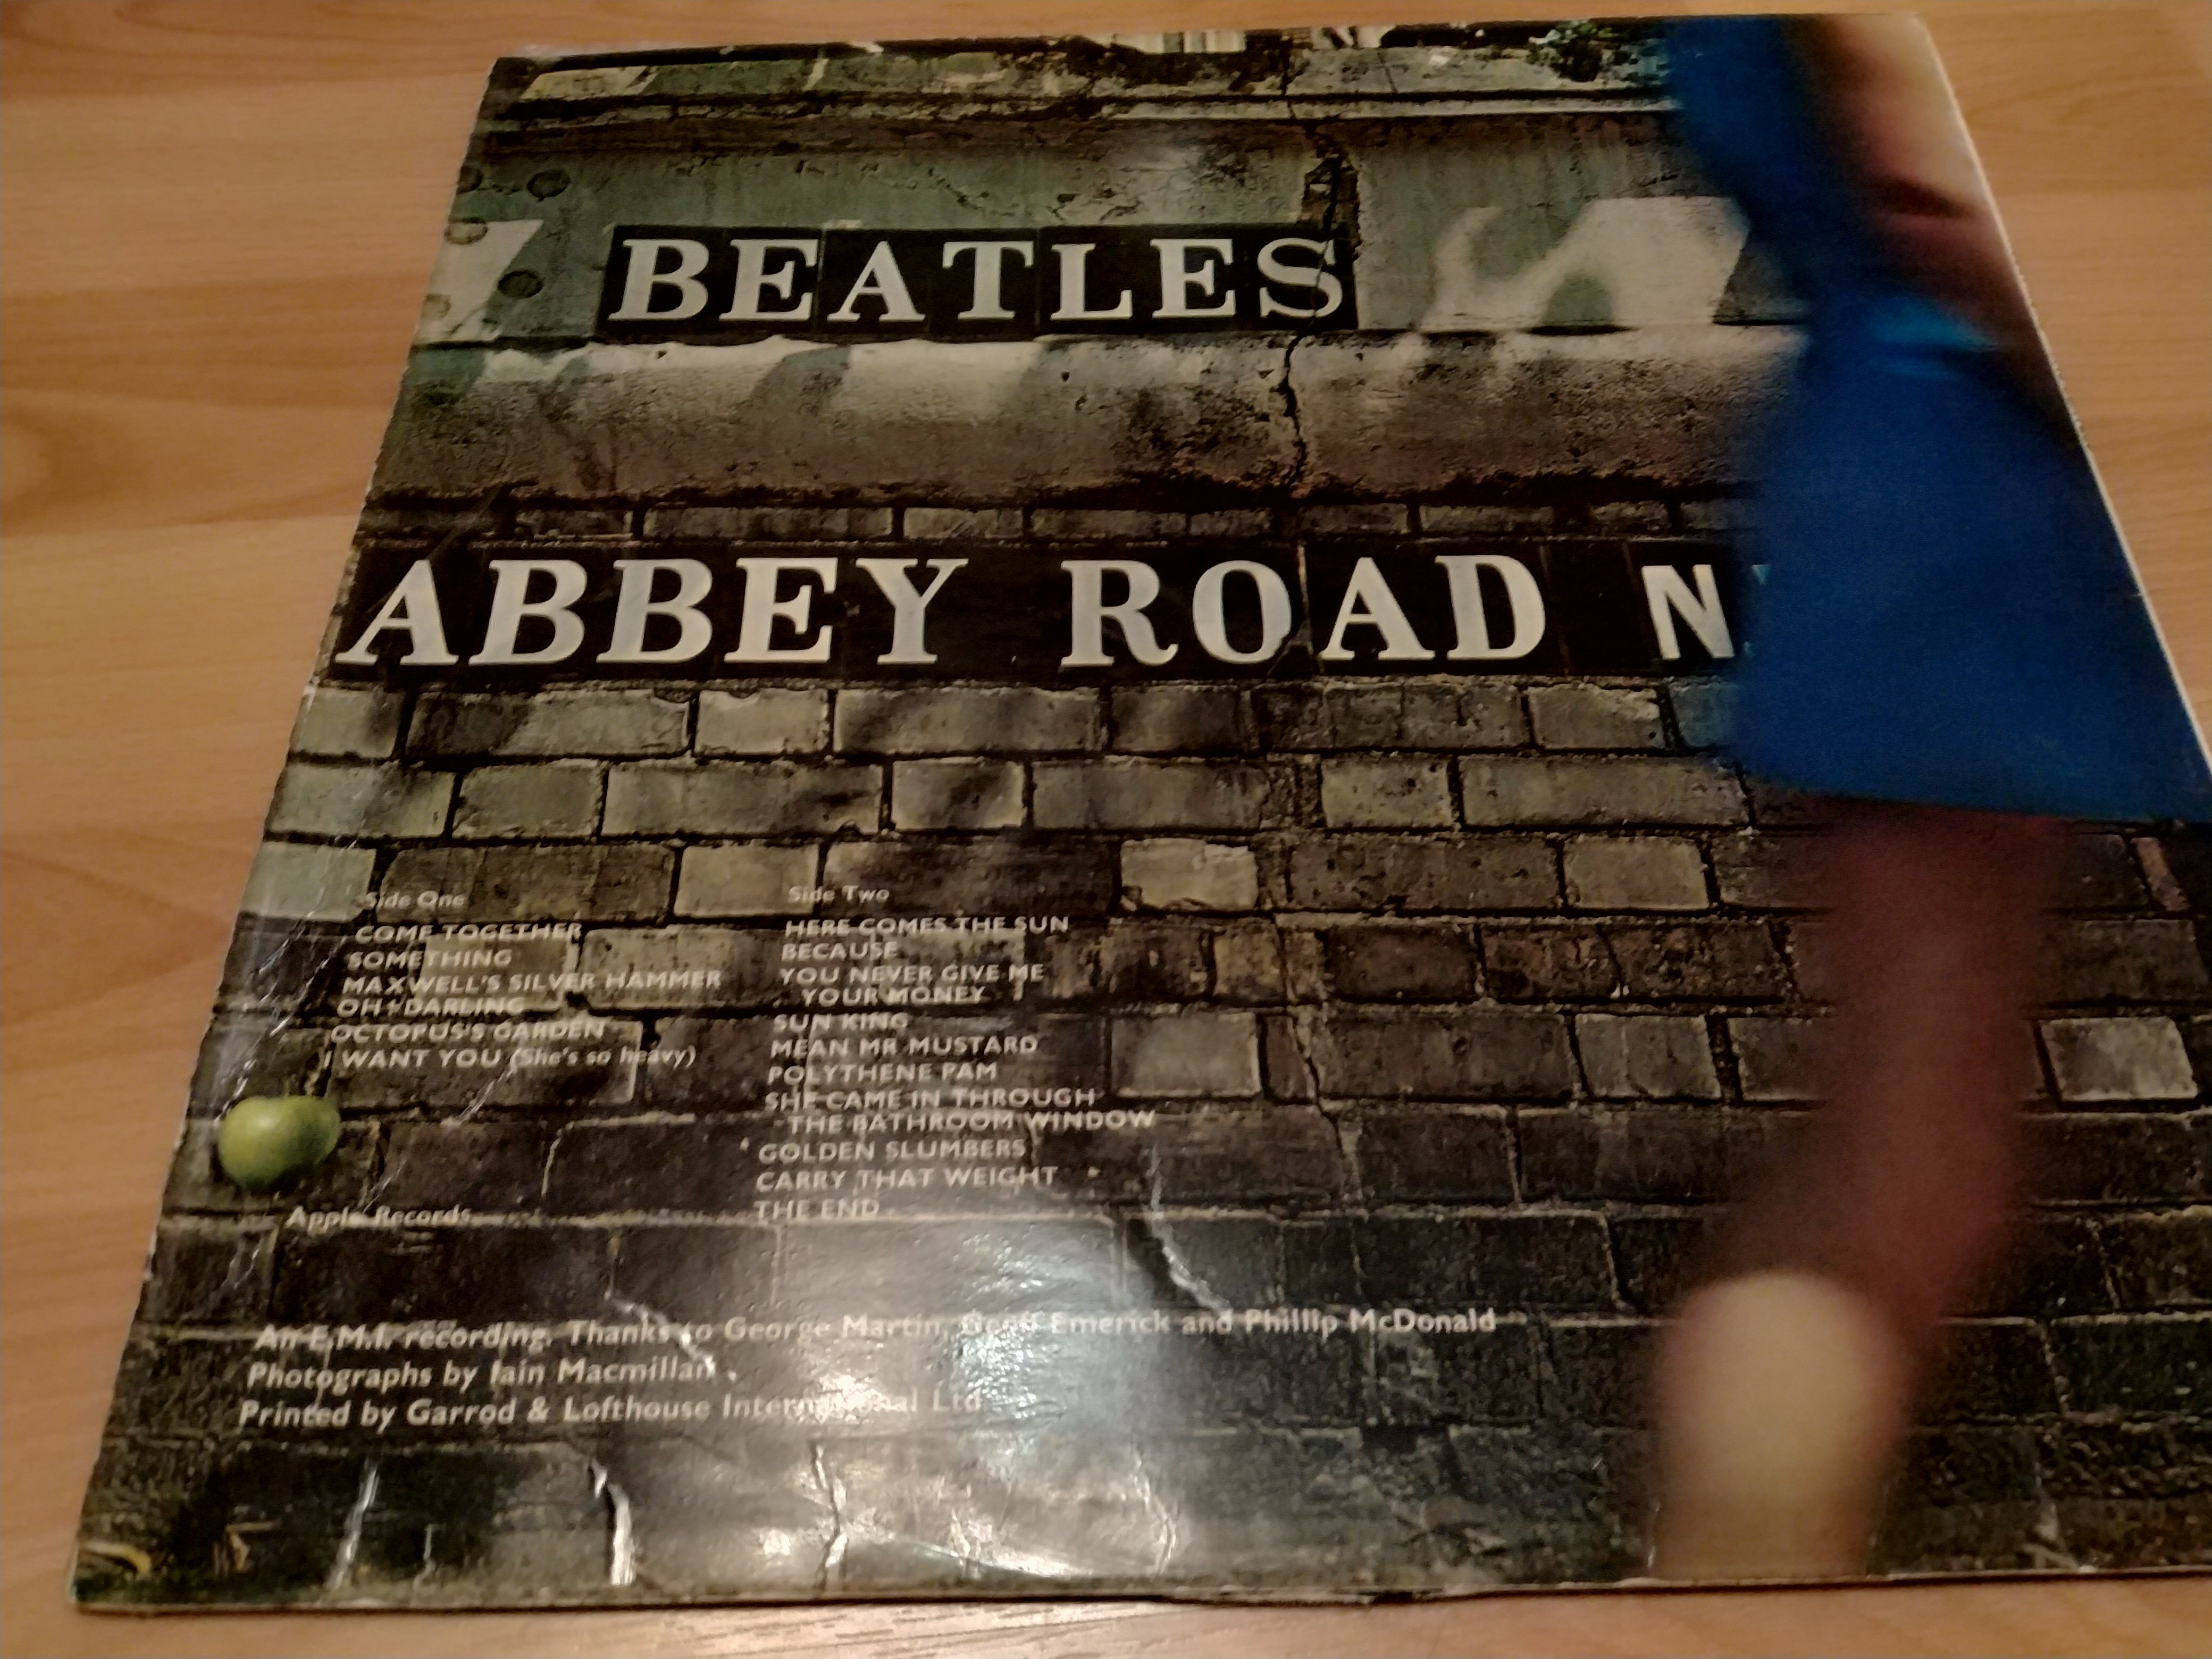 BEATLES
ABBEY ROAD N
Side One
COME TOGETHER
SOMETHING
MAXWELL'S SILVER HAMMER
OH! DARLING
OCTOPUS'S GARDEN
I WANT YOU (She's so heavy)
Side Two
HERE COMES THE SUN
BECAUSE
YOU NEVER GIVE ME
YOUR MONEY
SUN KING
MEAN MR MUSTARD
POLYTHENE PAM
SHE CAME IN THROUGH
THE BATHROOM WINDOW
GOLDEN SLUMBERS
CARRY THAT WEIGHT
THE END
Apple Records
An E.M.I. recording. Thanks to George Martin, Geoff Emerick and Phillip McDonald
Photographs by Iain Macmillan
Printed by Garrod & Lofthouse International Ltd